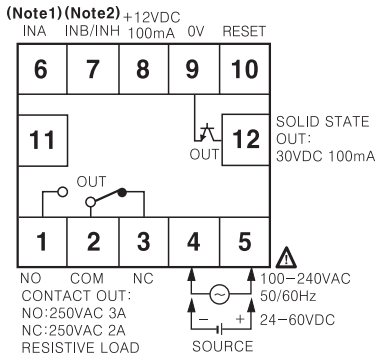 (Note1) (Note2) +12VDC
INA INB/INH 100mA 0V RESET
6 7 8 9 10
11
OUT
12
SOLID STATE
OUT:
30VDC 100mA
OUT
1 2 3 4 5
NO COM NC
CONTACT OUT:
NO:250VAC 3A
NC:250VAC 2A
RESISTIVE LOAD
100-240VAC
50/60Hz
- +
24-60VDC
SOURCE